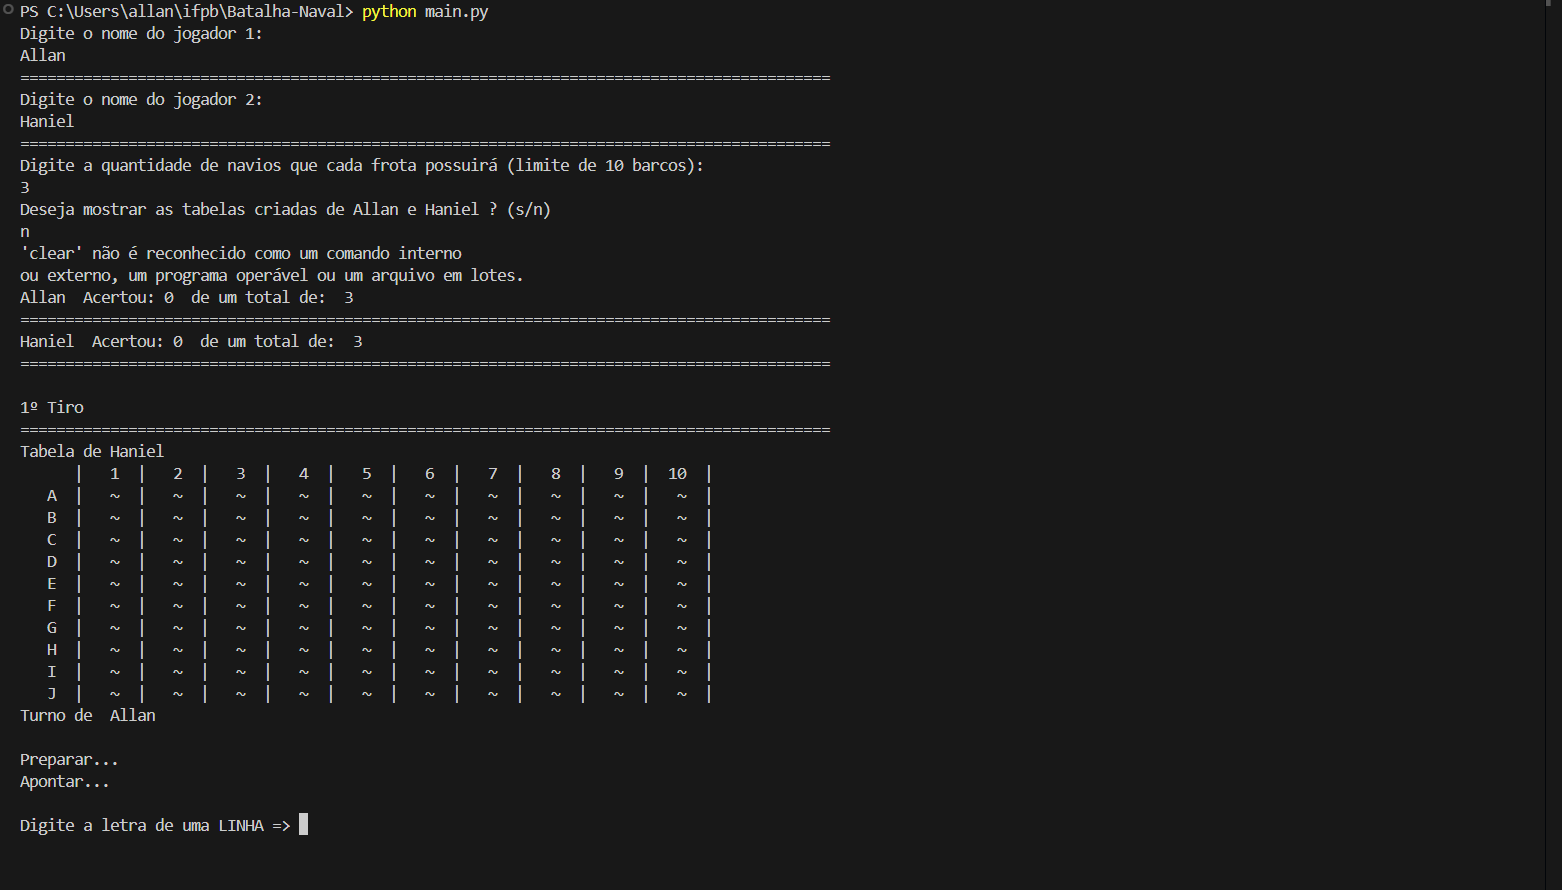 PS C:\Users\allan\ifpb\Batalha-Naval> python main.py
Digite o nome do jogador 1:
Allan
==========================================================================================
Digite o nome do jogador 2:
Haniel
==========================================================================================
Digite a quantidade de navios que cada frota possuirá (limite de 10 barcos):
3
Deseja mostrar as tabelas criadas de Allan e Haniel ? (s/n)
n
'clear' não é reconhecido como um comando interno
ou externo, um programa operável ou um arquivo em lotes.
Allan  Acertou: 0  de um total de:  3
==========================================================================================
Haniel  Acertou: 0  de um total de:  3
==========================================================================================
1º Tiro
==========================================================================================
Tabela de Haniel
      |   1  |   2  |   3  |   4  |   5  |   6  |   7  |   8  |   9  |  10  |
   A  |   ~  |   ~  |   ~  |   ~  |   ~  |   ~  |   ~  |   ~  |   ~  |   ~  |
   B  |   ~  |   ~  |   ~  |   ~  |   ~  |   ~  |   ~  |   ~  |   ~  |   ~  |
   C  |   ~  |   ~  |   ~  |   ~  |   ~  |   ~  |   ~  |   ~  |   ~  |   ~  |
   D  |   ~  |   ~  |   ~  |   ~  |   ~  |   ~  |   ~  |   ~  |   ~  |   ~  |
   E  |   ~  |   ~  |   ~  |   ~  |   ~  |   ~  |   ~  |   ~  |   ~  |   ~  |
   F  |   ~  |   ~  |   ~  |   ~  |   ~  |   ~  |   ~  |   ~  |   ~  |   ~  |
   G  |   ~  |   ~  |   ~  |   ~  |   ~  |   ~  |   ~  |   ~  |   ~  |   ~  |
   H  |   ~  |   ~  |   ~  |   ~  |   ~  |   ~  |   ~  |   ~  |   ~  |   ~  |
   I  |   ~  |   ~  |   ~  |   ~  |   ~  |   ~  |   ~  |   ~  |   ~  |   ~  |
   J  |   ~  |   ~  |   ~  |   ~  |   ~  |   ~  |   ~  |   ~  |   ~  |   ~  |
Turno de  Allan
Preparar...
Apontar...
Digite a letra de uma LINHA =>